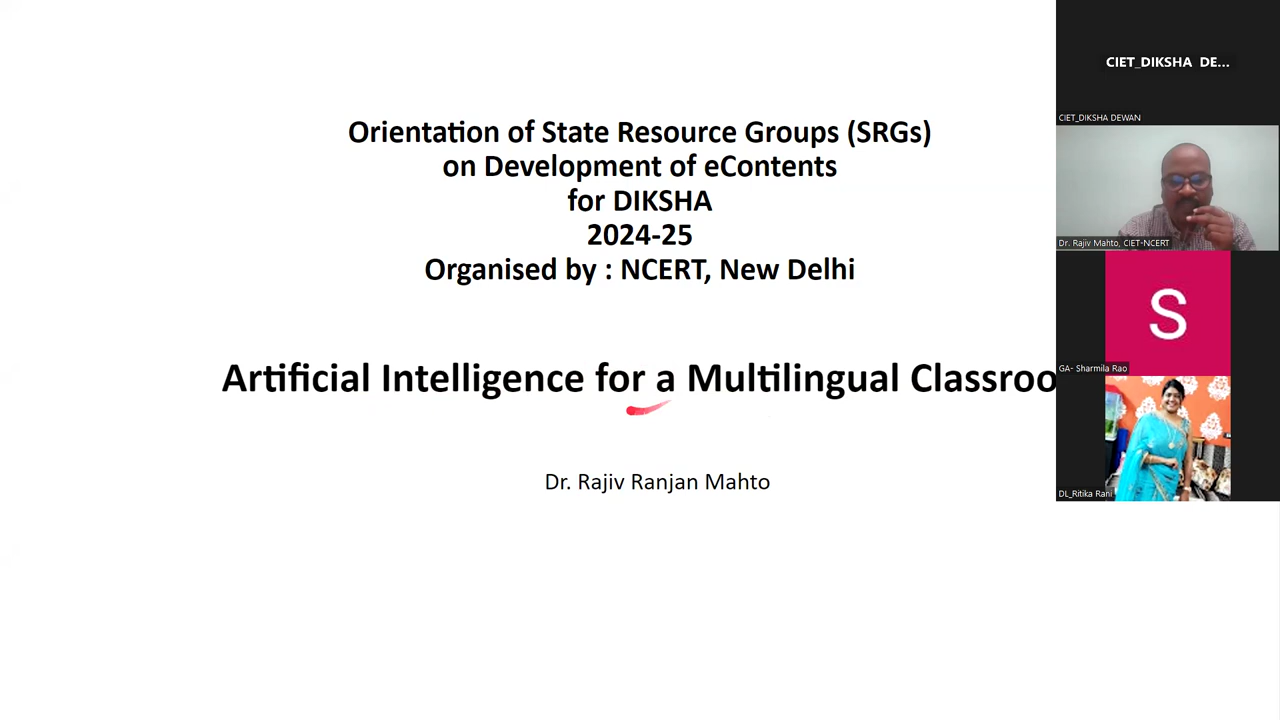 Orientation of State Resource Groups (SRGs)
on Development of eContents
for DIKSHA
2024-25
Organised by : NCERT, New Delhi
Artificial Intelligence for a Multilingual Classroo
Dr. Rajiv Ranjan Mahto
CIET_DIKSHA DE...
CIET_DIKSHA DEWAN
Dr. Rajiv Mahto, CIET-NCERT
S
GA- Sharmila Rao
DL_Ritika Rani